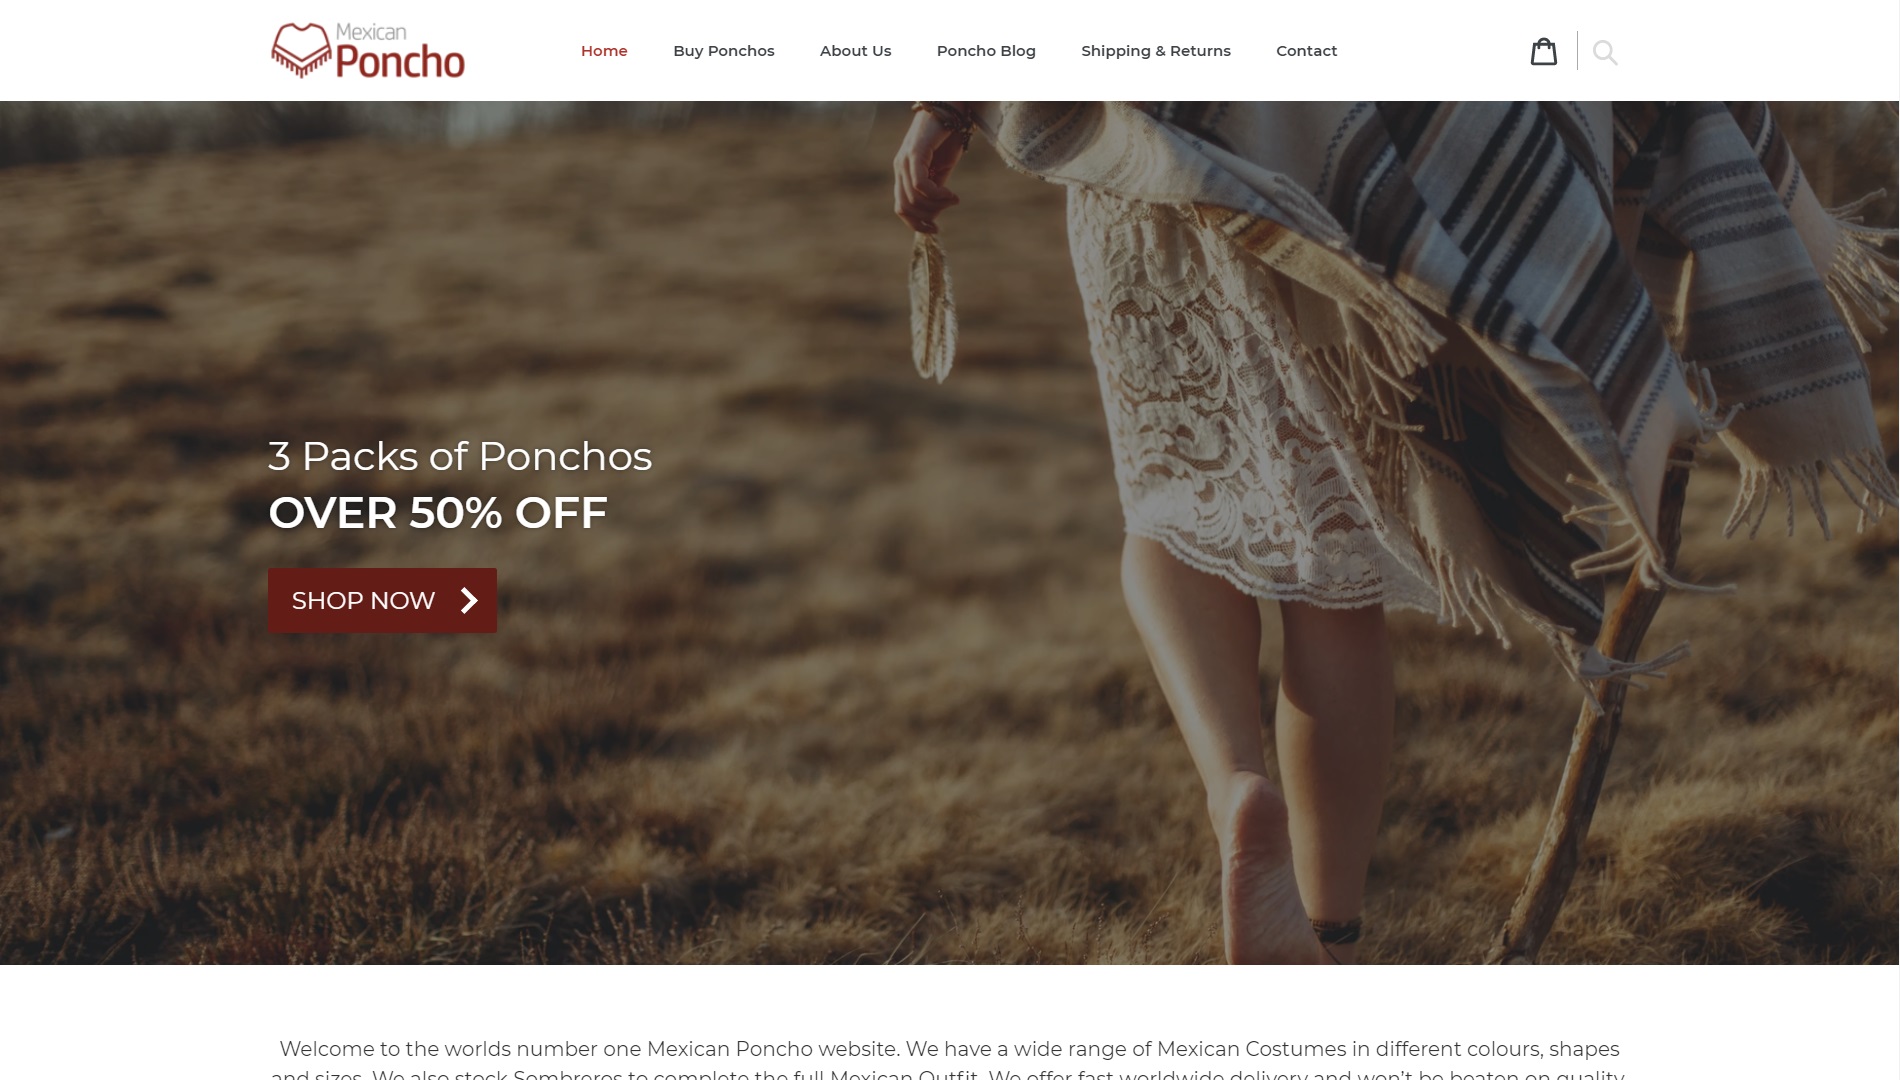 Mexican
Poncho
Home
Buy Ponchos
About Us
Poncho Blog
Shipping & Returns
Contact
3 Packs of Ponchos
OVER 50% OFF
SHOP NOW
Welcome to the worlds number one Mexican Poncho website. We have a wide range of Mexican Costumes in different colours, shapes
and sizes. We also stock Sombreros to complete the full Mexican Outfit. We offer fast worldwide delivery and won't be beaten on quality